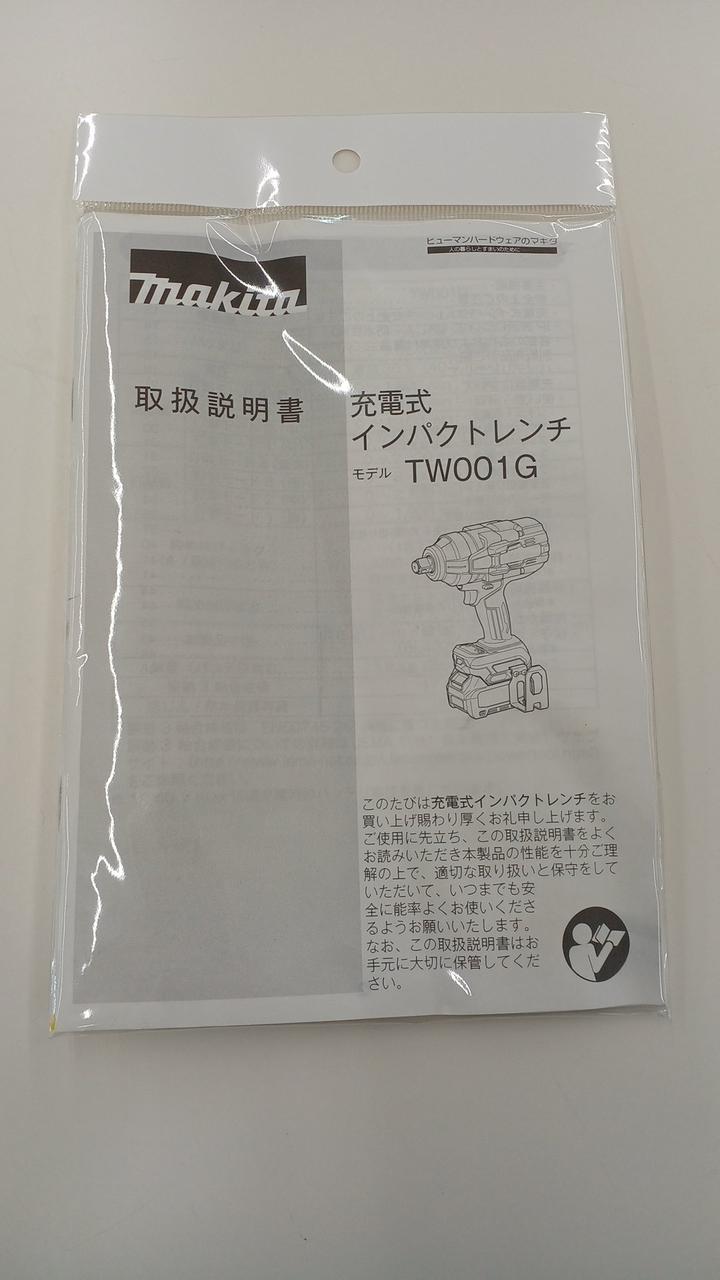 ヒューマンハードウェアのマキタ
人の暮らしとすまいのために
makita
取扱説明書
充電式
インパクトレンチ
モデル TW001G
このたびは充電式インパクトレンチをお
買い上げ賜わり厚くお礼申し上げます。
ご使用に先立ち、この取扱説明書をよく
お読みいただき本製品の性能を十分ご理
解の上で、適切な取り扱いと保守をして
いただいて、いつまでも安
全に能率よくお使いくださ
るようお願いいたします。
なお、この取扱説明書はお
手元に大切に保管してくだ
さい。